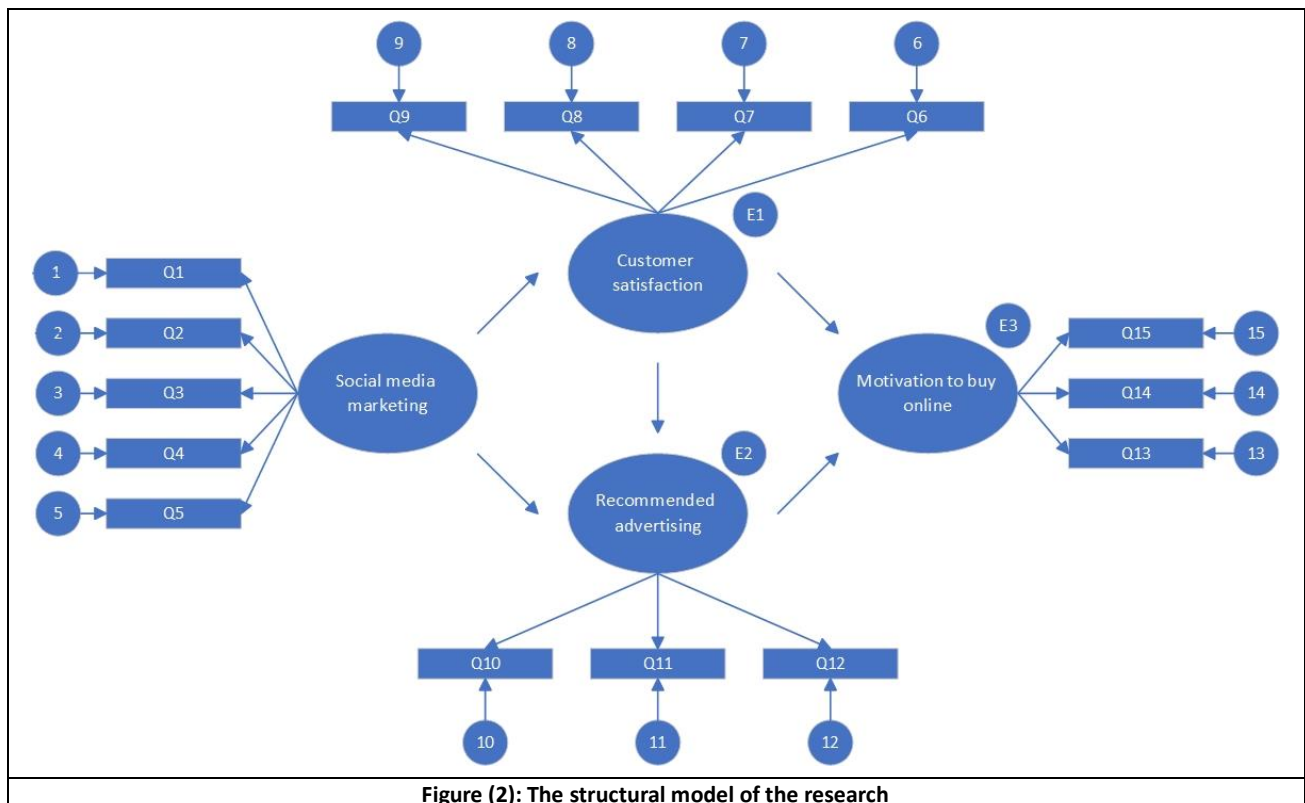 9 8 7 6
Q9 Q8 Q7 Q6
E1
Customer
satisfaction
1 Q1
2 Q2
3 Q3
4 Q4
5 Q5
Social media
marketing
E3
Motivation to buy
online
Q15 15
Q14 14
Q13 13
E2
Recommended
advertising
Q10 Q11 Q12
10 11 12
Figure (2): The structural model of the research